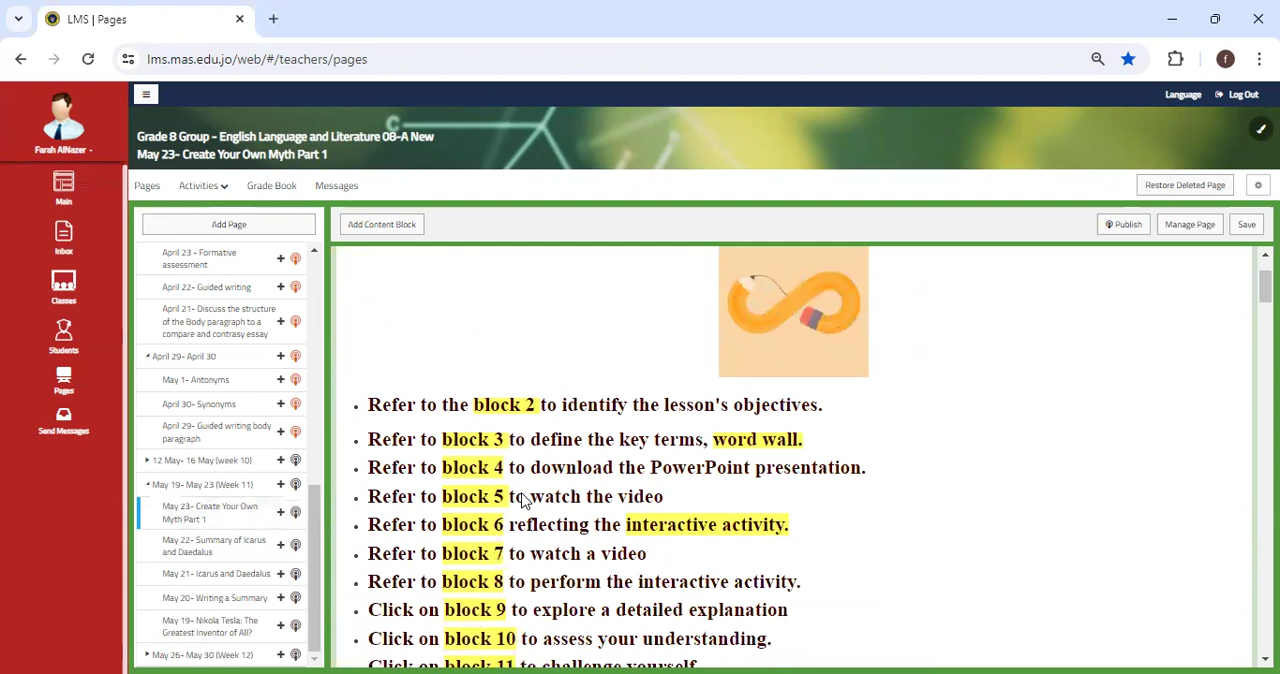 LMS | Pages
lms.mas.edu.jo/web/#/teachers/pages
f
Language
Log Out
Farah AlNazer
Grade 8 Group - English Language and Literature 08-A New
May 23- Create Your Own Myth Part 1
Pages
Activities
Grade Book
Messages
Restore Deleted Page
Main
Inbox
Classes
Students
Pages
Send Messages
Add Page
Add Content Block
Publish
Manage Page
Save
April 23 - Formative
assessment
April 22- Guided writing
April 21- Discuss the structure
of the Body paragraph to a
compare and contrasy essay
April 29- April 30
May 1- Antonyms
April 30- Synonyms
April 29- Guided writing body
paragraph
12 May- 16 May (week 10)
May 19- May 23 (Week 11)
May 23- Create Your Own
Myth Part 1
May 22- Summary of Icarus
and Daedalus
May 21- Icarus and Daedalus
May 20- Writing a Summary
May 19- Nikola Tesla: The
Greatest Inventor of All?
May 26- May 30 (Week 12)
C
Refer to the block 2 to identify the lesson's objectives.
Refer to block 3 to define the key terms, word wall.
Refer to block 4 to download the PowerPoint presentation.
Refer to block 5 to watch the video
Refer to block 6 reflecting the interactive activity.
Refer to block 7 to watch a video
Refer to block 8 to perform the interactive activity.
Click on block 9 to explore a detailed explanation
Click on block 10 to assess your understanding.
Click on block 11 to challenge yourself